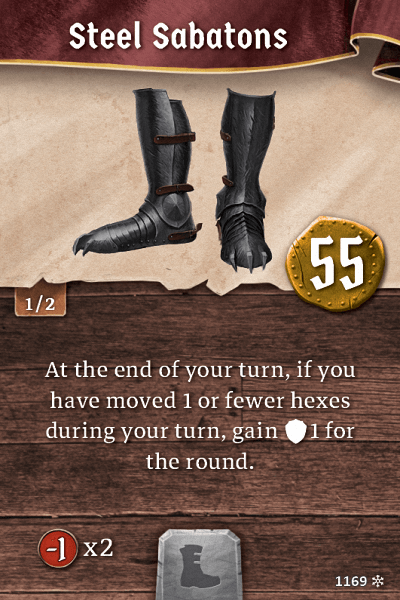 Steel Sabatons
55
1/2
At the end of your turn, if you
have moved 1 or fewer hexes
during your turn, gain 1 for
the round.
-1 x2
1169